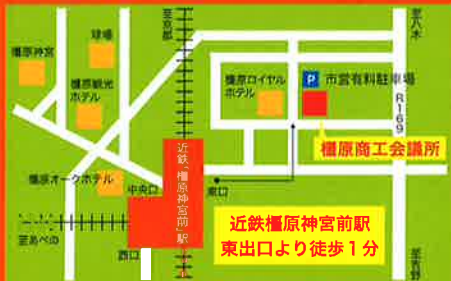 至京都
至八木
橿原神宮
球場
橿原観光
ホテル
橿原ロイヤル
ホテル
P
市営有料駐車場
R169
橿原商工会議所
橿原オークホテル
中央口
近鉄「橿原神宮前」駅
東口
至あべの
西口
近鉄橿原神宮前駅
東出口より徒歩1分
至吉野